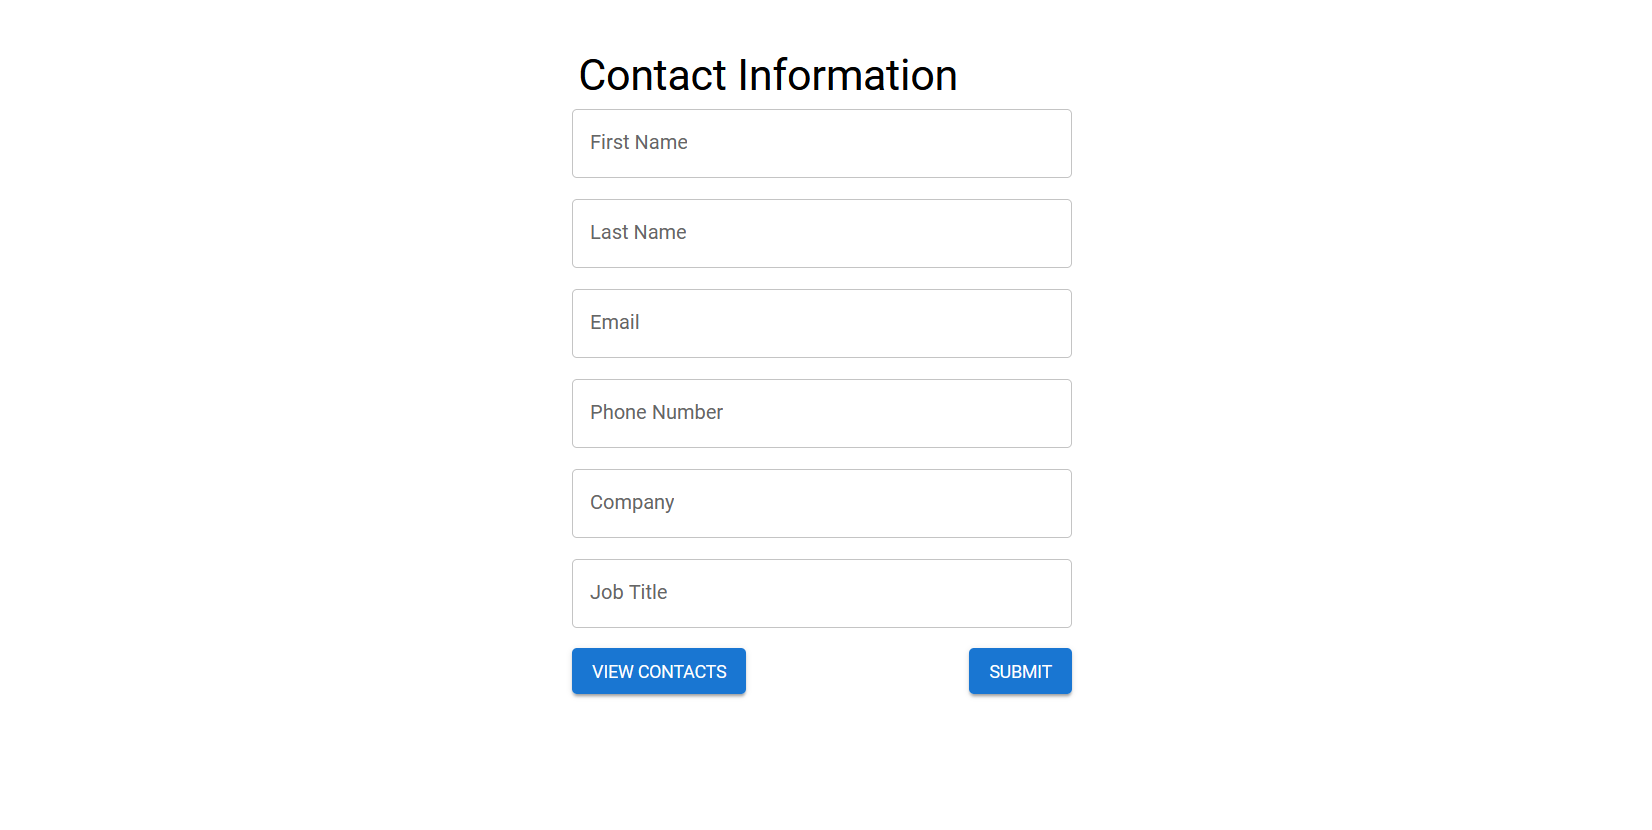 Contact Information
First Name
Last Name
Email
Phone Number
Company
Job Title
VIEW CONTACTS
SUBMIT